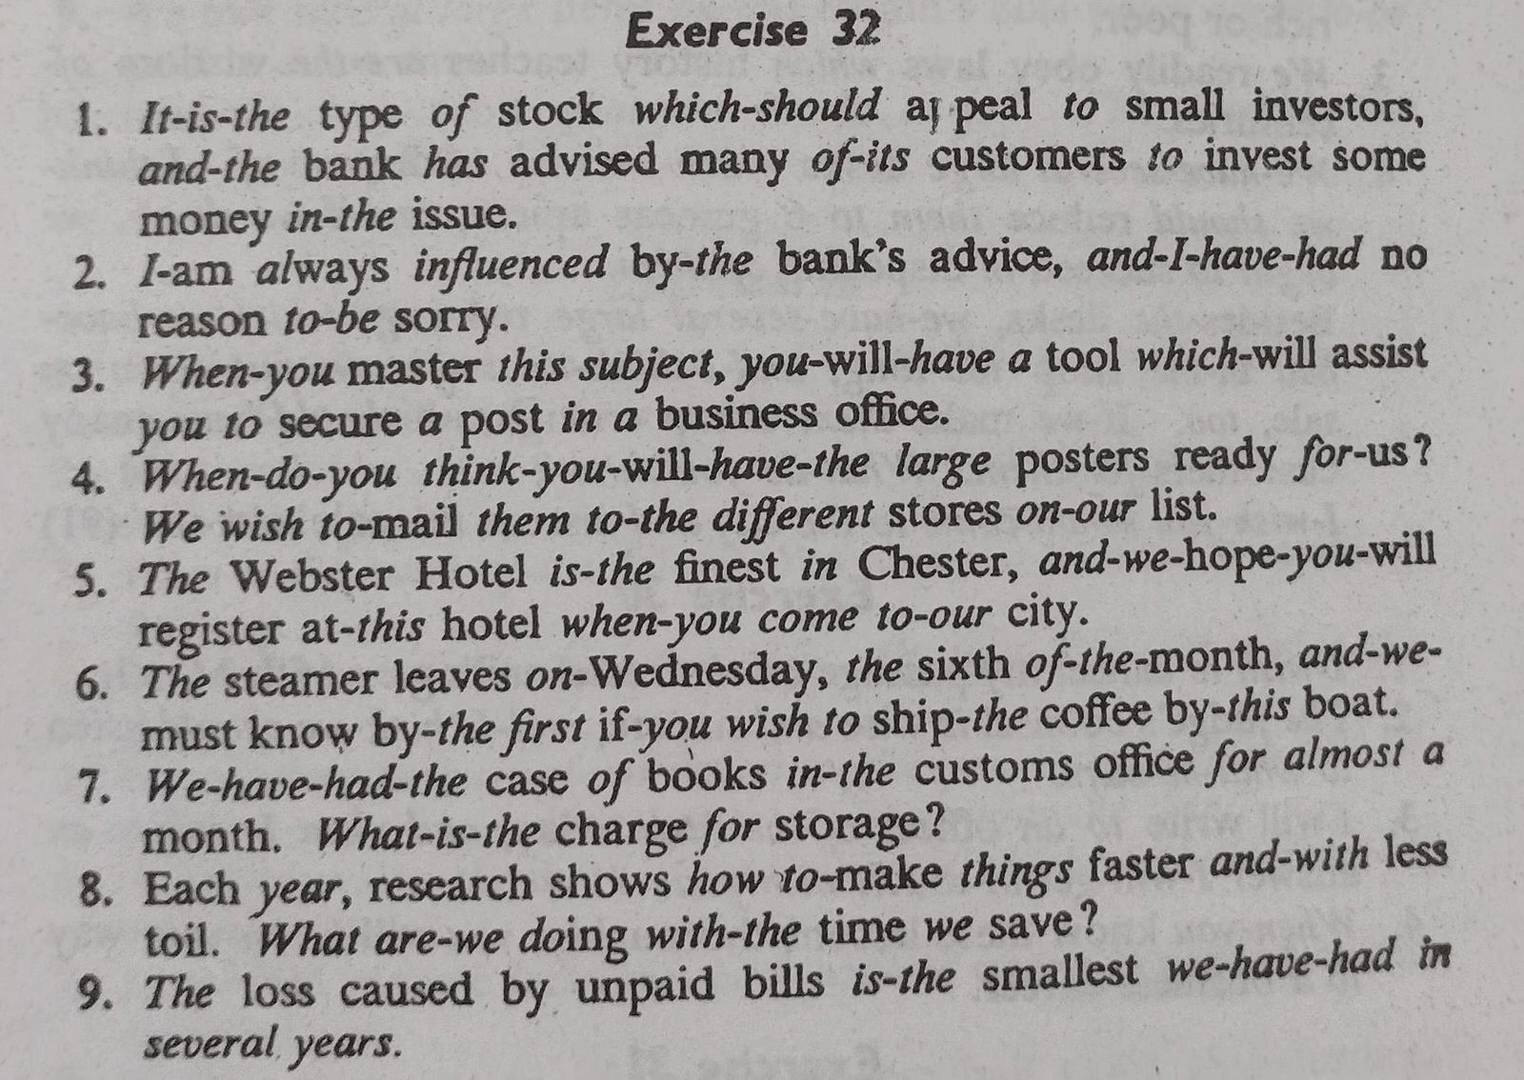 Exercise 32
1. It-is-the type of stock which-should appeal to small investors,
and-the bank has advised many of-its customers to invest some
money in-the issue.
2. I-am always influenced by-the bank's advice, and-I-have-had no
reason to-be sorry.
3. When-you master this subject, you-will-have a tool which-will assist
you to secure a post in a business office.
4. When-do-you think-you-will-have-the large posters ready for-us?
We wish to-mail them to-the different stores on-our list.
5. The Webster Hotel is-the finest in Chester, and-we-hope-you-will
register at-this hotel when-you come to-our city.
6. The steamer leaves on-Wednesday, the sixth of-the-month, and-we-
must know by-the first if-you wish to ship-the coffee by-this boat.
7. We-have-had-the case of books in-the customs office for almost a
month. What-is-the charge for storage?
8. Each year, research shows how to-make things faster and-with less
toil. What are-we doing with-the time we save?
9. The loss caused by unpaid bills is-the smallest we-have-had in
several years.